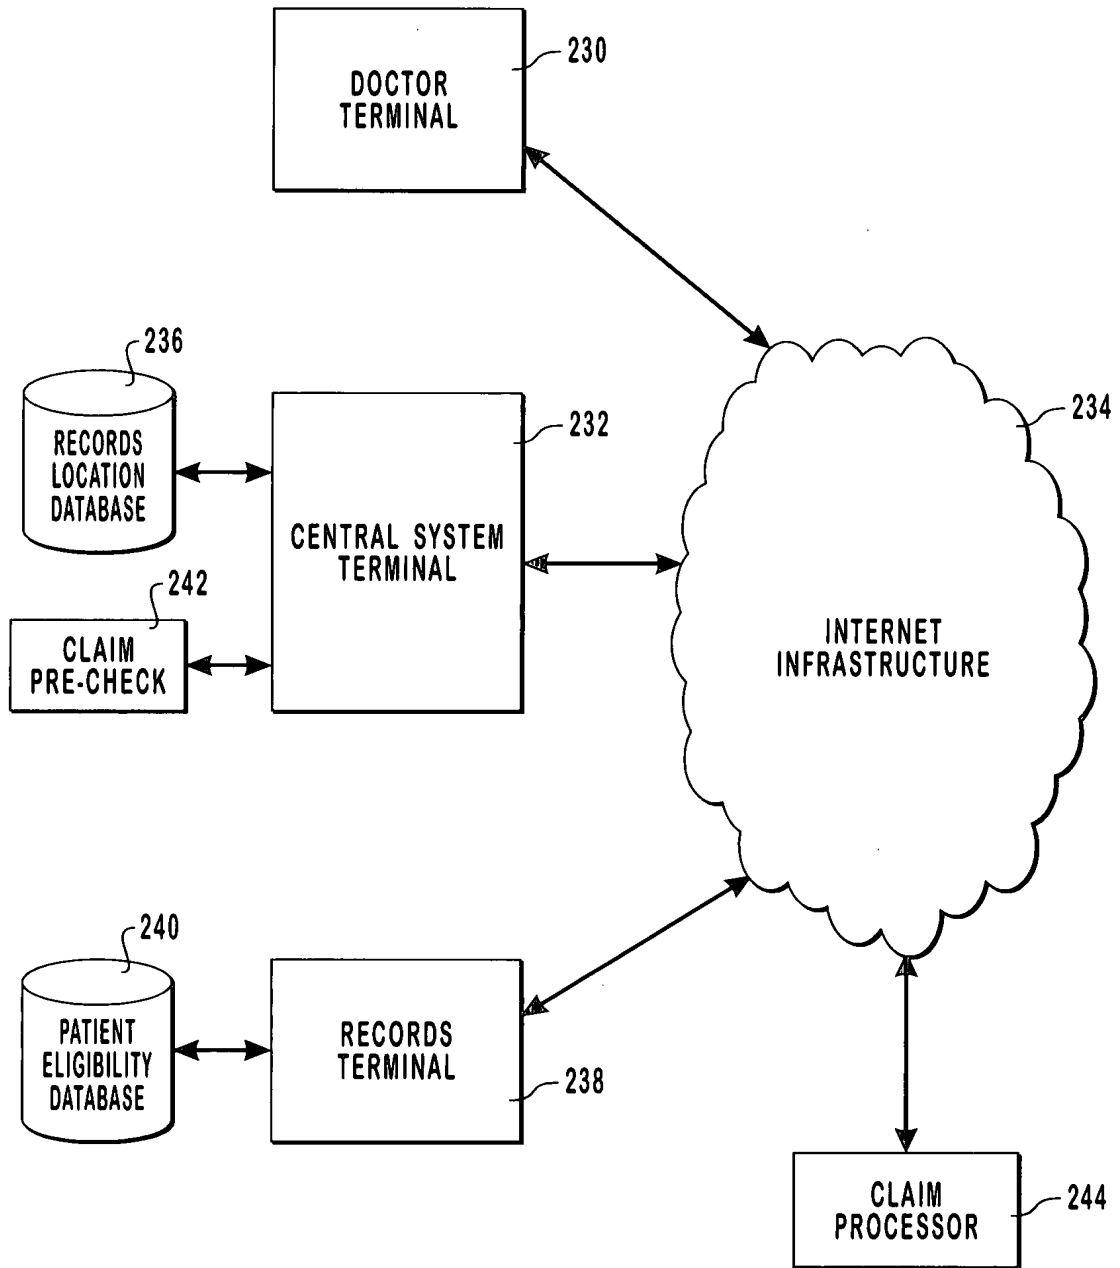 230
DOCTOR
TERMINAL
236
RECORDS
LOCATION
DATABASE
232
CENTRAL SYSTEM
TERMINAL
234
INTERNET
INFRASTRUCTURE
242
CLAIM
PRE-CHECK
240
PATIENT
ELIGIBILITY
DATABASE
RECORDS
TERMINAL
238
CLAIM
PROCESSOR
244